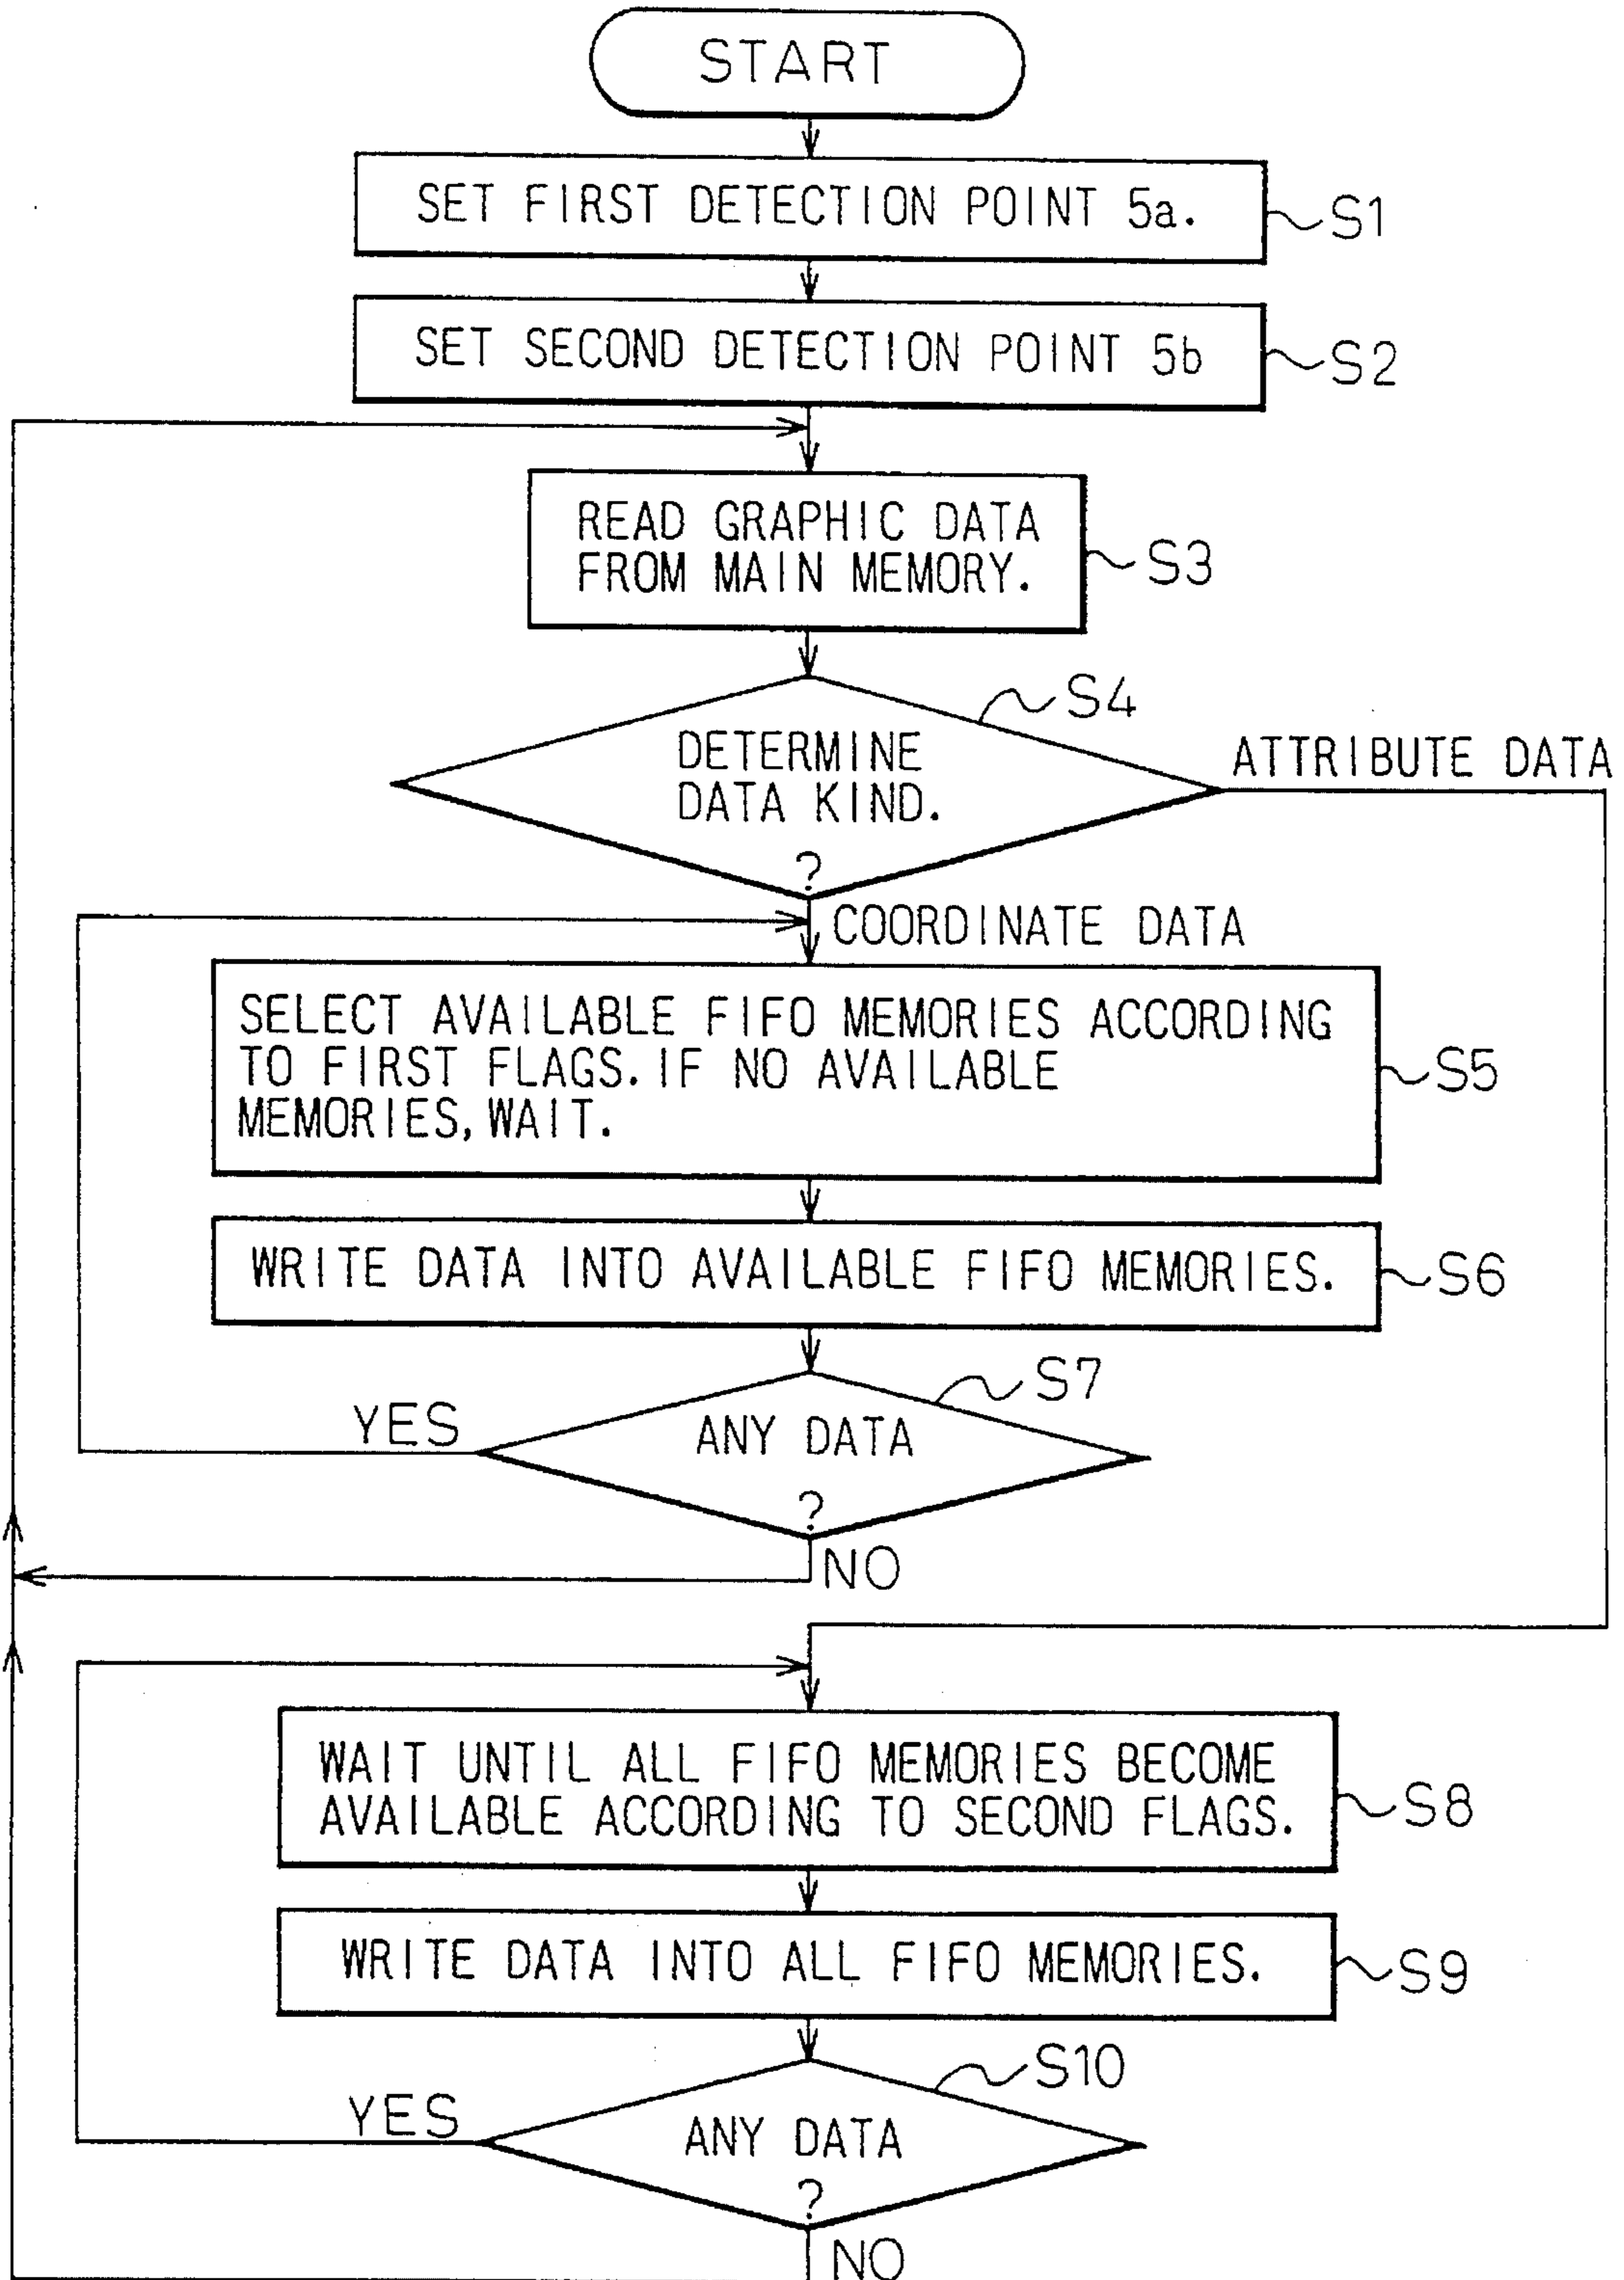 START
SET FIRST DETECTION POINT 5a.
S1
SET SECOND DETECTION POINT 5b
S2
READ GRAPHIC DATA
FROM MAIN MEMORY.
S3
S4
DETERMINE
DATA KIND.
?
ATTRIBUTE DATA
COORDINATE DATA
SELECT AVAILABLE FIFO MEMORIES ACCORDING
TO FIRST FLAGS. IF NO AVAILABLE
MEMORIES, WAIT.
S5
WRITE DATA INTO AVAILABLE FIFO MEMORIES.
S6
S7
ANY DATA
?
YES
NO
WAIT UNTIL ALL FIFO MEMORIES BECOME
AVAILABLE ACCORDING TO SECOND FLAGS.
S8
WRITE DATA INTO ALL FIFO MEMORIES.
S9
S10
ANY DATA
?
YES
NO